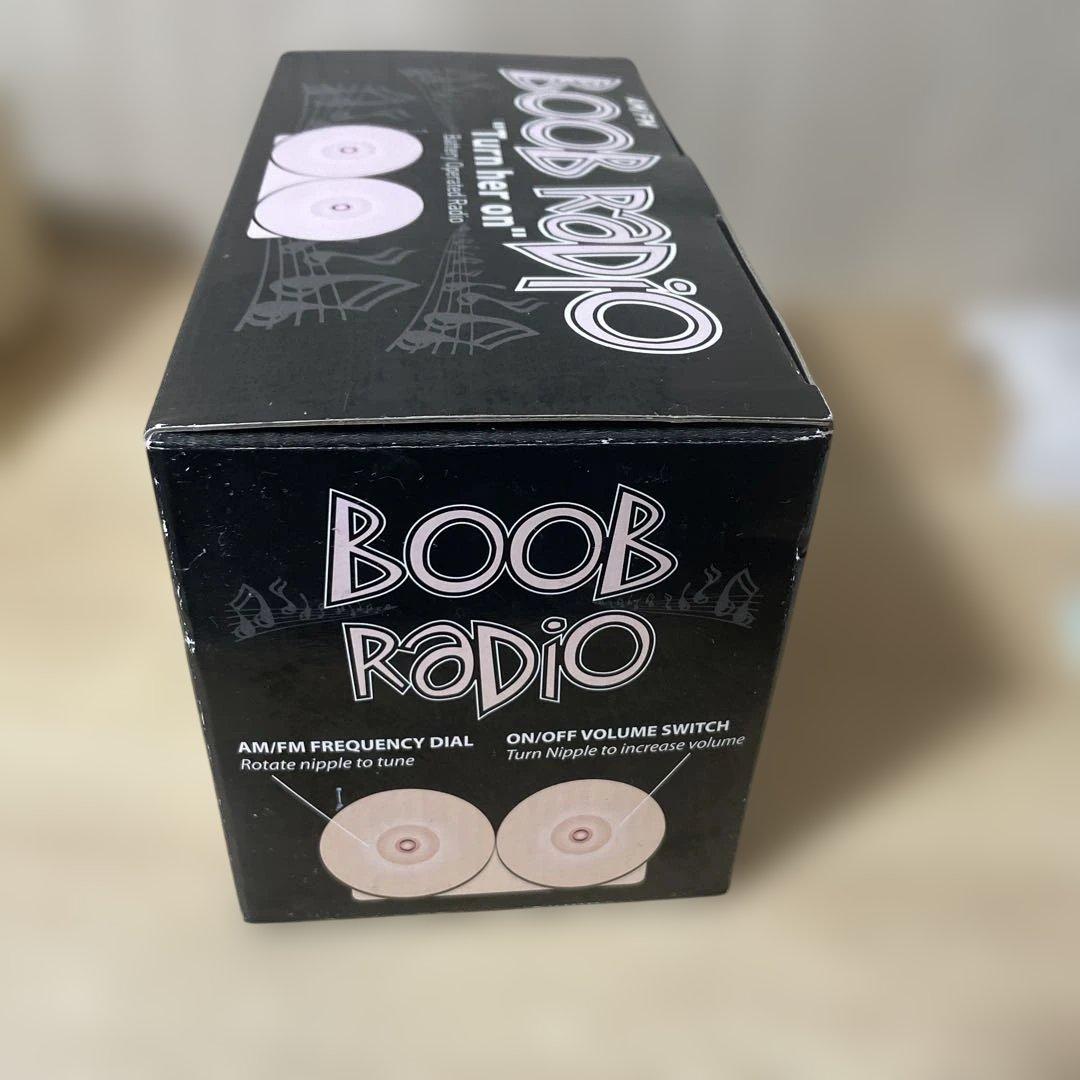 AM/FM
BOOB RaDiO
"Turn her on"
Battery Operated Radio
BOOB
RaDiO
AM/FM FREQUENCY DIAL
Rotate nipple to tune
ON/OFF VOLUME SWITCH
Turn Nipple to increase volume